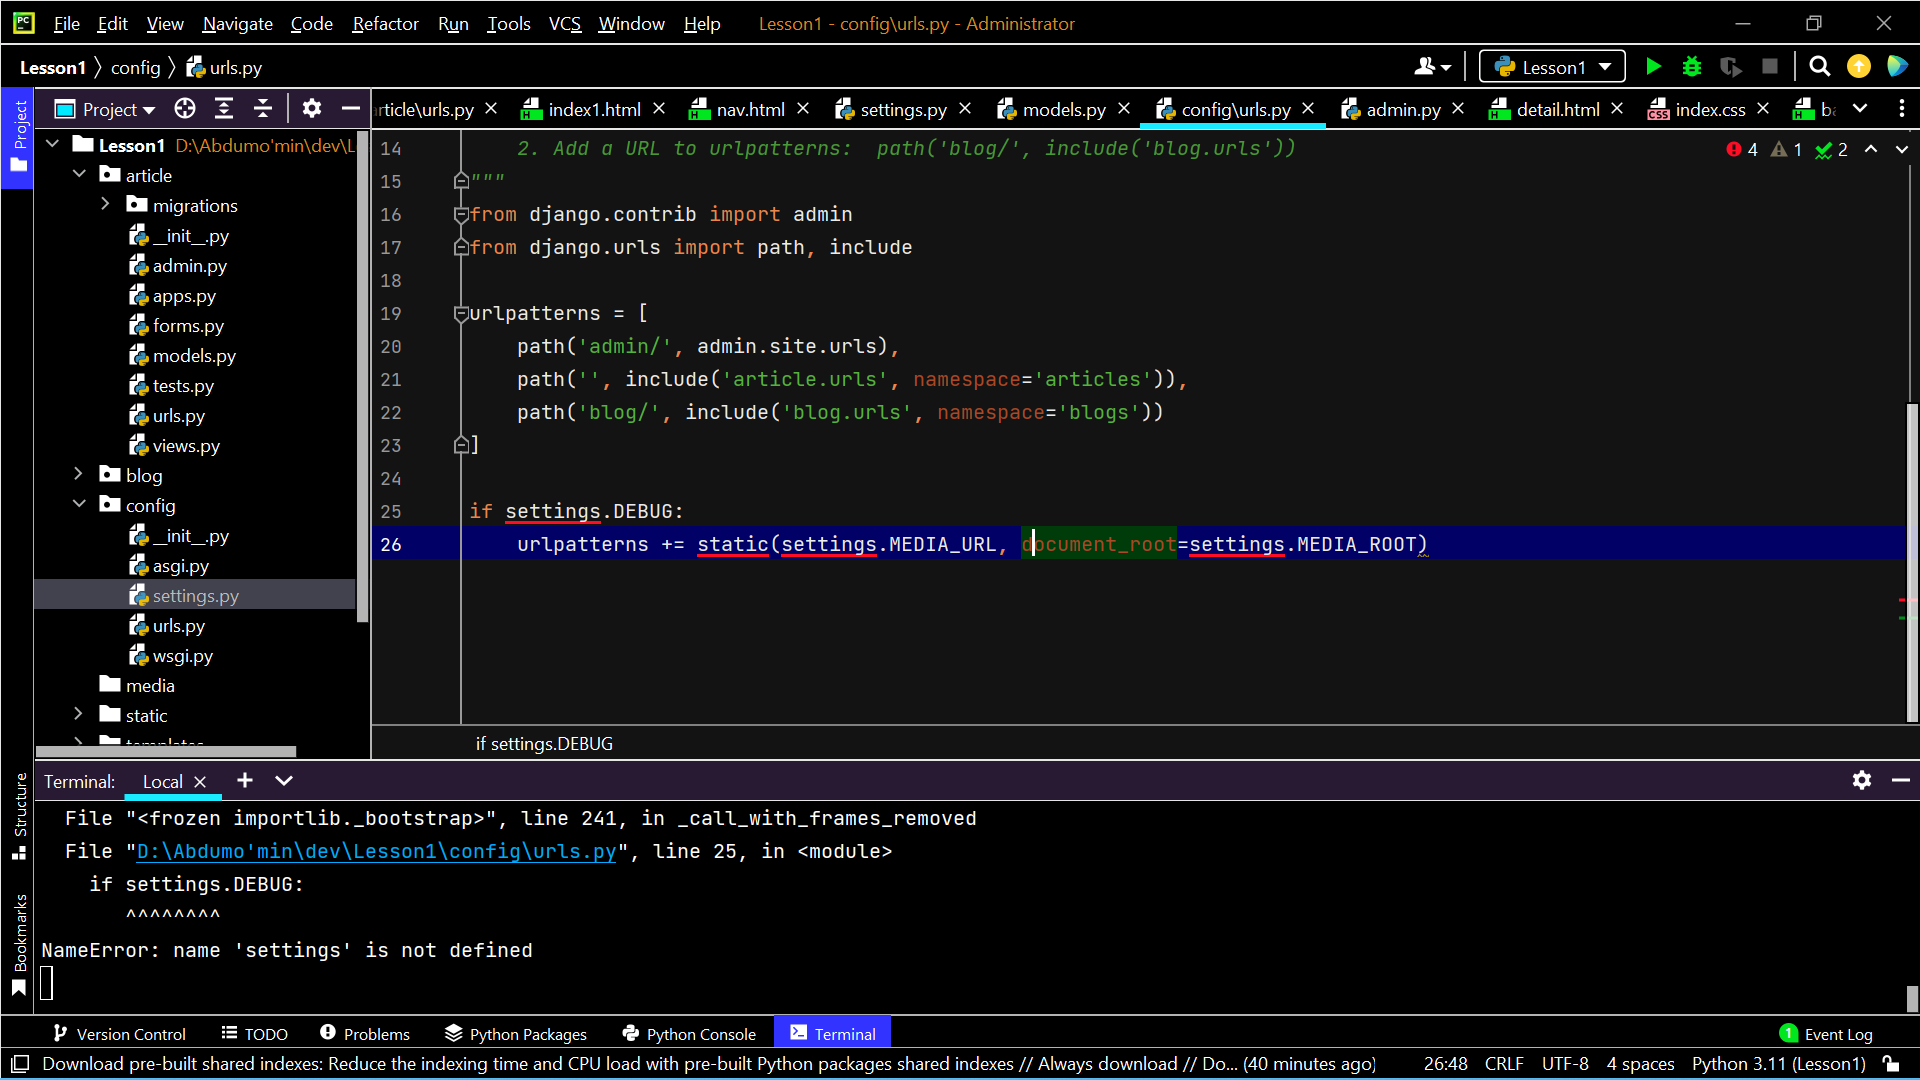 PC
File Edit View Navigate Code Refactor Run Tools VCS Window Help Lesson1 - config\urls.py - Administrator
Lesson1 config urls.py
Lesson1
Project
Project
rticle\urls.py
index1.html
nav.html
settings.py
models.py
config\urls.py
admin.py
detail.html
index.css
Lesson1 D:\Abdumo'min\dev\L
article
migrations
__init__.py
admin.py
apps.py
forms.py
models.py
tests.py
urls.py
views.py
blog
config
__init__.py
asgi.py
settings.py
urls.py
wsgi.py
media
static
templates
14 2. Add a URL to urlpatterns:  path('blog/', include('blog.urls'))
15 """
16 from django.contrib import admin
17 from django.urls import path, include
18
19 urlpatterns = [
20 path('admin/', admin.site.urls),
21 path('', include('article.urls', namespace='articles')),
22 path('blog/', include('blog.urls', namespace='blogs'))
23 ]
24
25 if settings.DEBUG:
26 urlpatterns += static(settings.MEDIA_URL, document_root=settings.MEDIA_ROOT)
4 1 2
if settings.DEBUG
Structure
Bookmarks
Terminal: Local
File "<frozen importlib._bootstrap>", line 241, in _call_with_frames_removed
File "D:\Abdumo'min\dev\Lesson1\config\urls.py", line 25, in <module>
if settings.DEBUG:
^^^^^^^^
NameError: name 'settings' is not defined
Version Control TODO Problems Python Packages Python Console Terminal 1 Event Log
Download pre-built shared indexes: Reduce the indexing time and CPU load with pre-built Python packages shared indexes // Always download // Do... (40 minutes ago) 26:48 CRLF UTF-8 4 spaces Python 3.11 (Lesson1)